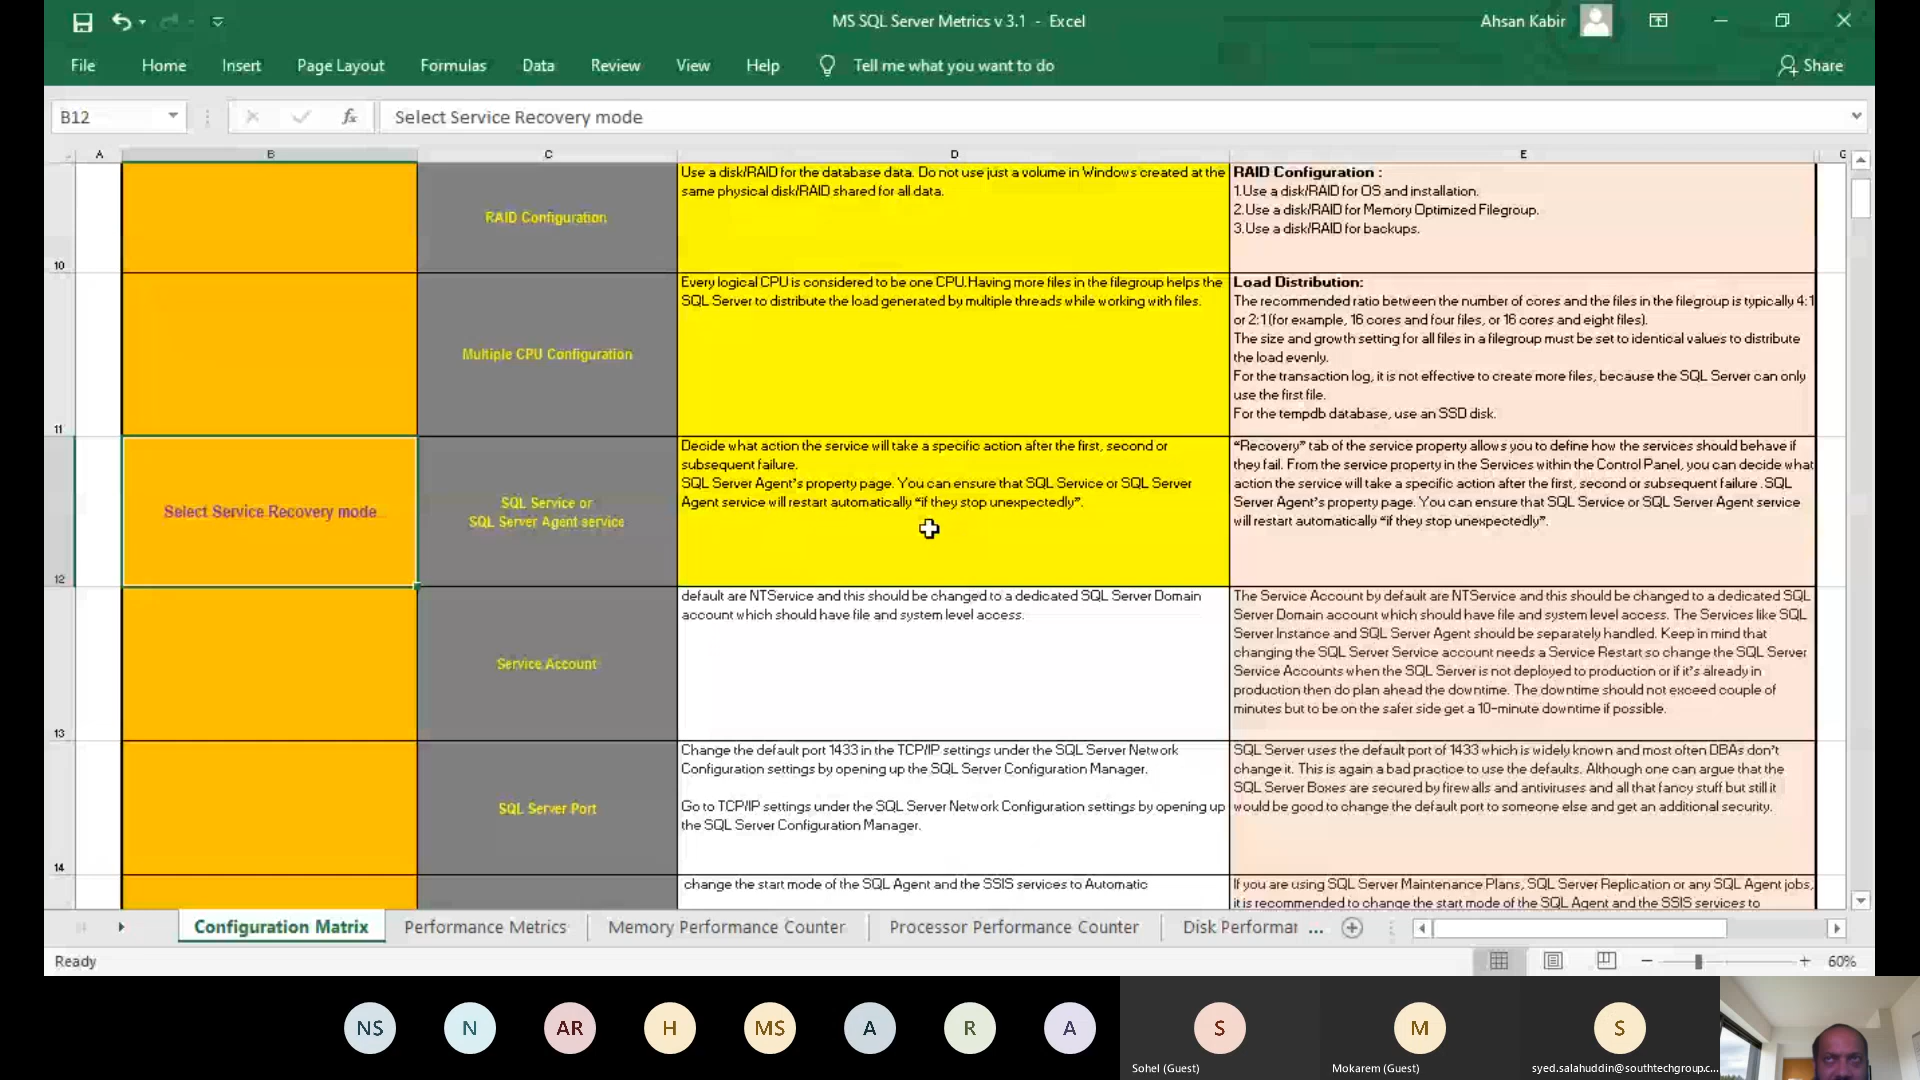 MS SQL Server Metrics v 3.1 - Excel
Ahsan Kabir
File Home Insert Page Layout Formulas Data Review View Help Tell me what you want to do Share
B12 fx Select Service Recovery mode
A B C D E G
10
RAID Configuration
Use a disk/RAID for the database data. Do not use just a volume in Windows created at the
same physical disk/RAID shared for all data.
RAID Configuration :
1.Use a disk/RAID for OS and installation.
2.Use a disk/RAID for Memory Optimized Filegroup.
3.Use a disk/RAID for backups.
11
Multiple CPU Configuration
Every logical CPU is considered to be one CPU.Having more files in the filegroup helps the
SQL Server to distribute the load generated by multiple threads while working with files.
Load Distribution:
The recommended ratio between the number of cores and the files in the filegroup is typically 4:1
or 2:1(for example, 16 cores and four files, or 16 cores and eight files).
The size and growth setting for all files in a filegroup must be set to identical values to distribute
the load evenly.
For the transaction log, it is not effective to create more files, because the SQL Server can only
use the first file.
For the tempdb database, use an SSD disk.
12
Select Service Recovery mode
SQL Service or
SQL Server Agent service
Decide what action the service will take a specific action after the first, second or
subsequent failure.
SQL Server Agent's property page. You can ensure that SQL Service or SQL Server
Agent service will restart automatically “if they stop unexpectedly”.
“Recovery” tab of the service property allows you to define how the services should behave if
they fail. From the service property in the Services within the Control Panel, you can decide what
action the service will take a specific action after the first, second or subsequent failure . SQL
Server Agent's property page. You can ensure that SQL Service or SQL Server Agent service
will restart automatically “if they stop unexpectedly”.
13
Service Account
default are NTService and this should be changed to a dedicated SQL Server Domain
account which should have file and system level access.
The Service Account by default are NTService and this should be changed to a dedicated SQL
Server Domain account which should have file and system level access. The Services like SQL
Server Instance and SQL Server Agent should be separately handled. Keep in mind that
changing the SQL Server Service account needs a Service Restart so change the SQL Server
Service Accounts when the SQL Server is not deployed to production or if it's already in
production then do plan ahead the downtime. The downtime should not exceed couple of
minutes but to be on the safer side get a 10-minute downtime if possible.
14
SQL Server Port
Change the default port 1433 in the TCP/IP settings under the SQL Server Network
Configuration settings by opening up the SQL Server Configuration Manager.
Go to TCP/IP settings under the SQL Server Network Configuration settings by opening up
the SQL Server Configuration Manager.
SQL Server uses the default port of 1433 which is widely known and most often DBAs don't
change it. This is again a bad practice to use the defaults. Although one can argue that the
SQL Server Boxes are secured by firewalls and antiviruses and all that fancy stuff but still it
would be good to change the default port to someone else and get an additional security.
change the start mode of the SQL Agent and the SSIS services to Automatic
If you are using SQL Server Maintenance Plans, SQL Server Replication or any SQL Agent jobs,
it is recommended to change the start mode of the SQL Agent and the SSIS services to
Configuration Matrix Performance Metrics Memory Performance Counter Processor Performance Counter Disk Performar ...
Ready 60%
NS N AR H MS A R A S M S
Sohel (Guest) Mokarem (Guest) syed.salahuddin@southtechgroup.c...